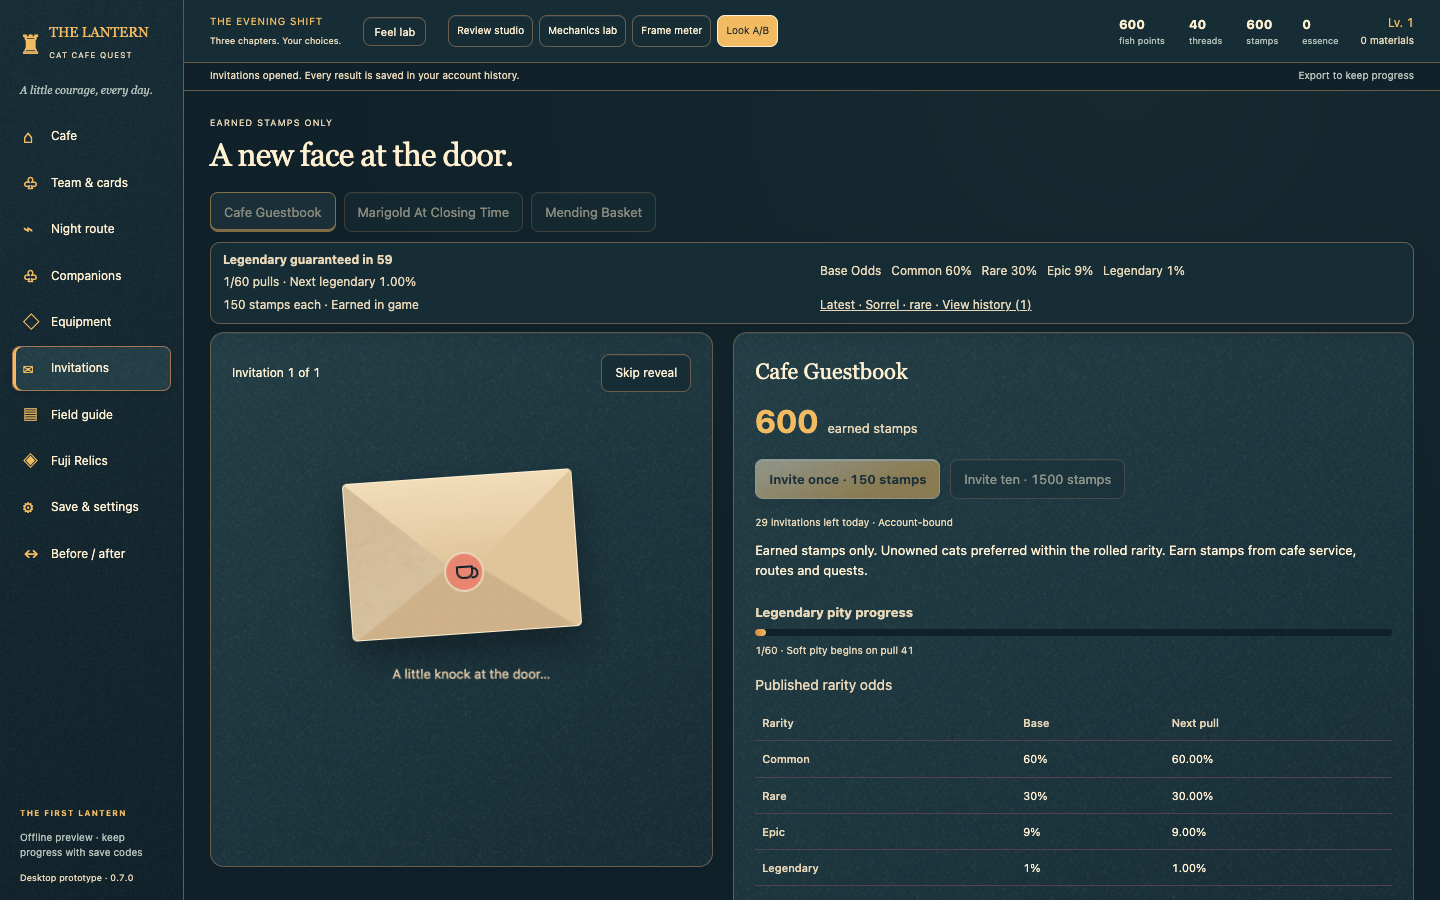 THE LANTERN
CAT CAFE QUEST
A little courage, every day.
Cafe
Team & cards
Night route
Companions
Equipment
Invitations
Field guide
Fuji Relics
Save & settings
Before / after
THE FIRST LANTERN
Offline preview · keep
progress with save codes
Desktop prototype · 0.7.0
THE EVENING SHIFT
Three chapters. Your choices.
Feel lab
Review studio
Mechanics lab
Frame meter
Look A/B
600
fish points
40
threads
600
stamps
0
essence
Lv. 1
0 materials
Invitations opened. Every result is saved in your account history.
Export to keep progress
EARNED STAMPS ONLY
A new face at the door.
Cafe Guestbook
Marigold At Closing Time
Mending Basket
Legendary guaranteed in 59
1/60 pulls · Next legendary 1.00%
150 stamps each · Earned in game
Base Odds Common 60% Rare 30% Epic 9% Legendary 1%
Latest · Sorrel · rare · View history (1)
Invitation 1 of 1
Skip reveal
A little knock at the door...
Cafe Guestbook
600 earned stamps
Invite once · 150 stamps
Invite ten · 1500 stamps
29 invitations left today · Account-bound
Earned stamps only. Unowned cats preferred within the rolled rarity. Earn stamps from cafe service,
routes and quests.
Legendary pity progress
1/60 · Soft pity begins on pull 41
Published rarity odds
Rarity Base Next pull
Common 60% 60.00%
Rare 30% 30.00%
Epic 9% 9.00%
Legendary 1% 1.00%